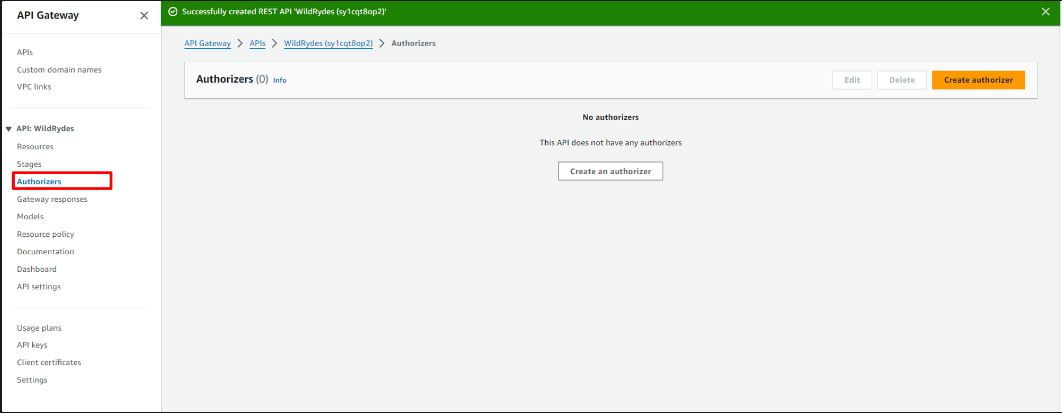 API Gateway
Successfully created REST API 'WildRydes (sy1cqt8op2)'
API Gateway > APIs > WildRydes (sy1cqt8op2) > Authorizers
Authorizers (0) Info
Edit Delete Create authorizer
No authorizers
This API does not have any authorizers
Create an authorizer
APIs
Custom domain names
VPC links
API: WildRydes
Resources
Stages
Authorizers
Gateway responses
Models
Resource policy
Documentation
Dashboard
API settings
Usage plans
API keys
Client certificates
Settings